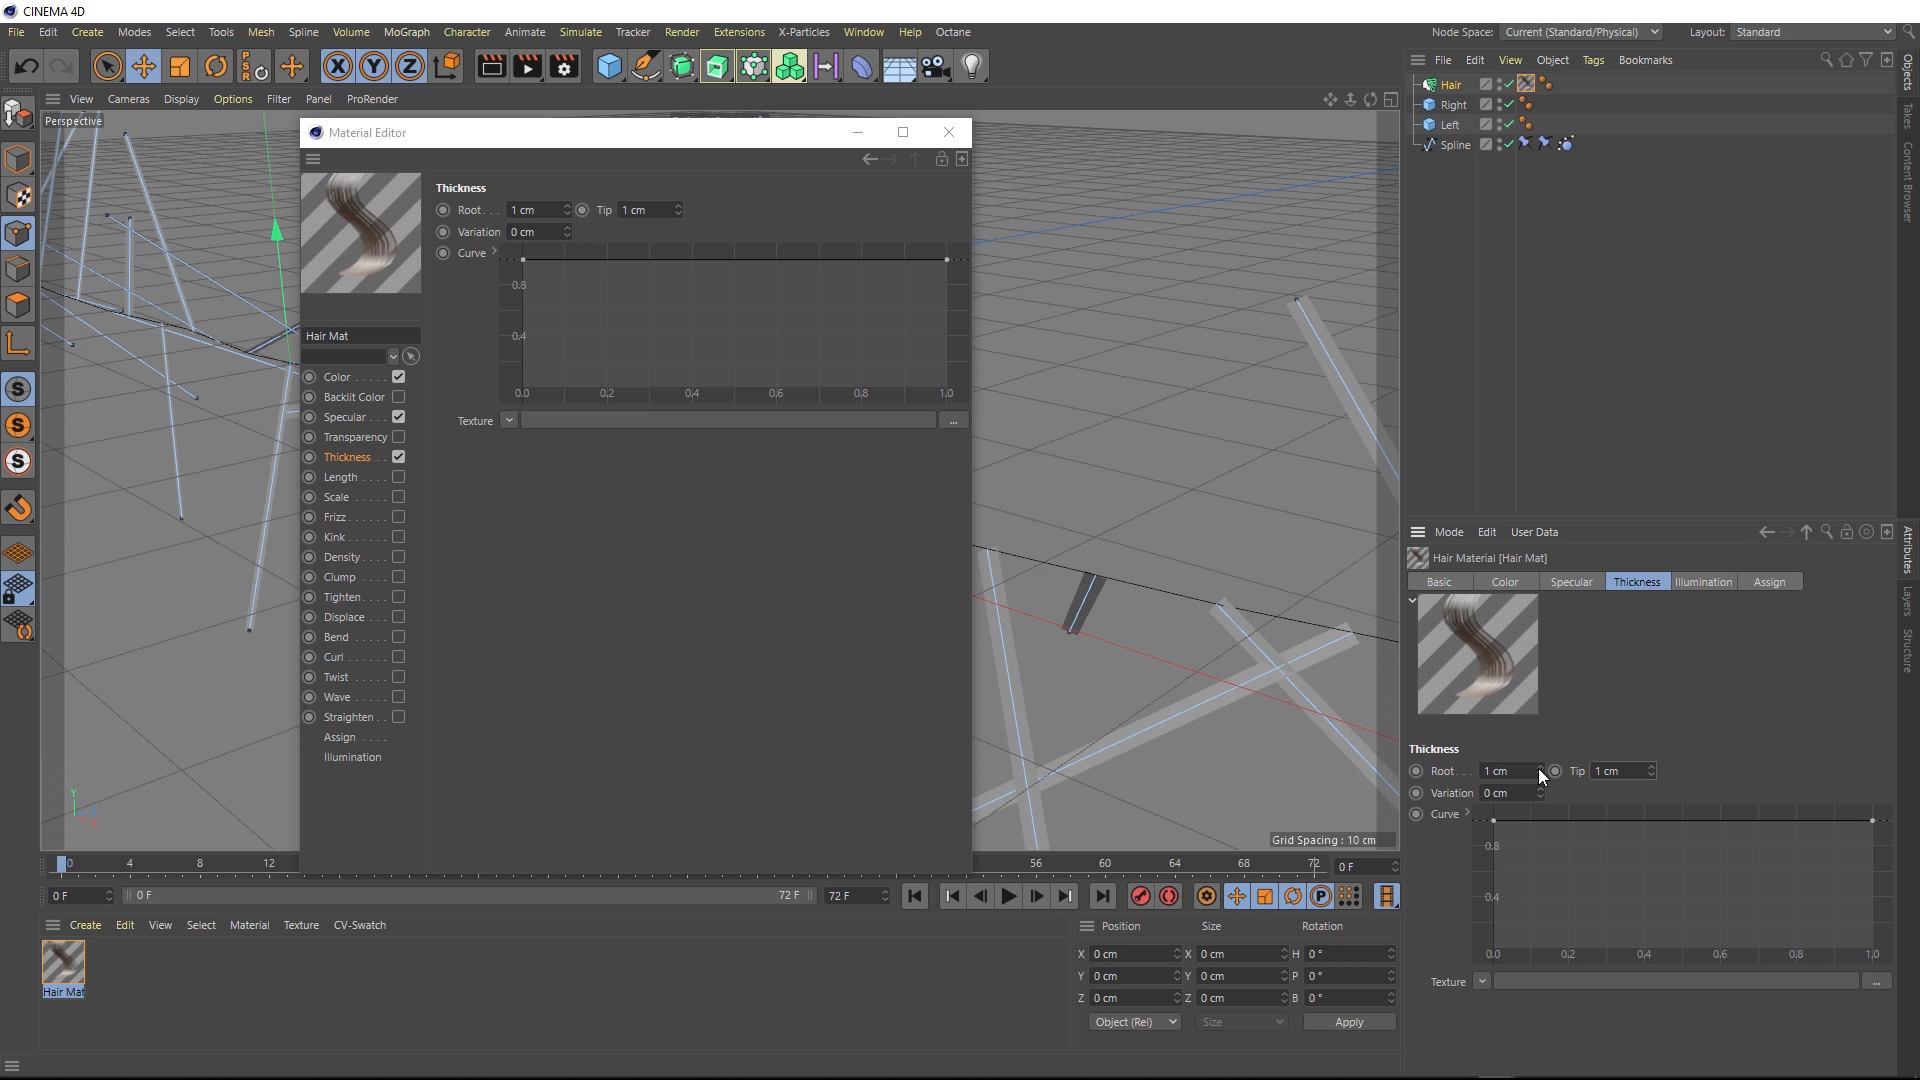 CINEMA 4D
File Edit Create Modes Select Tools Mesh Spline Volume MoGraph Character Animate Simulate Tracker Render Extensions X-Particles Window Help Octane Node Space: Current (Standard/Physical) Layout: Standard
File Edit View Object Tags Bookmarks
View Cameras Display Options Filter Panel ProRender
Hair
Right
Left
Spline
Objects
Takes
Content Browser
Perspective
Material Editor
Thickness
Root. . . 1 cm Tip 1 cm
Variation 0 cm
Curve
0.8
0.4
0.0 0.2 0.4 0.6 0.8 1.0
Texture ...
Hair Mat
Color . . . . .
Backlit Color
Specular . . .
Transparency
Thickness . .
Length . . . .
Scale . . . . .
Frizz. . . . . .
Kink. . . . . .
Density. . . .
Clump . . . .
Tighten. . . .
Displace . . .
Bend . . . . .
Curl . . . . . .
Twist . . . . .
Wave . . . . .
Straighten . .
Assign . . . .
Illumination
Y
Grid Spacing : 10 cm
Mode Edit User Data
Hair Material [Hair Mat]
Basic Color Specular Thickness Illumination Assign
Attributes
Layers
Structure
Thickness
Root. . . 1 cm Tip 1 cm
Variation 0 cm
Curve
0.8
0.4
0.0 0.2 0.4 0.6 0.8 1.0
Texture ...
0 4 8 12 56 60 64 68 72 0 F
0 F 0 F 72 F 72 F
Create Edit View Select Material Texture CV-Swatch
Hair Mat
Position Size Rotation
X 0 cm X 0 cm H 0 °
Y 0 cm Y 0 cm P 0 °
Z 0 cm Z 0 cm B 0 °
Object (Rel) Size Apply